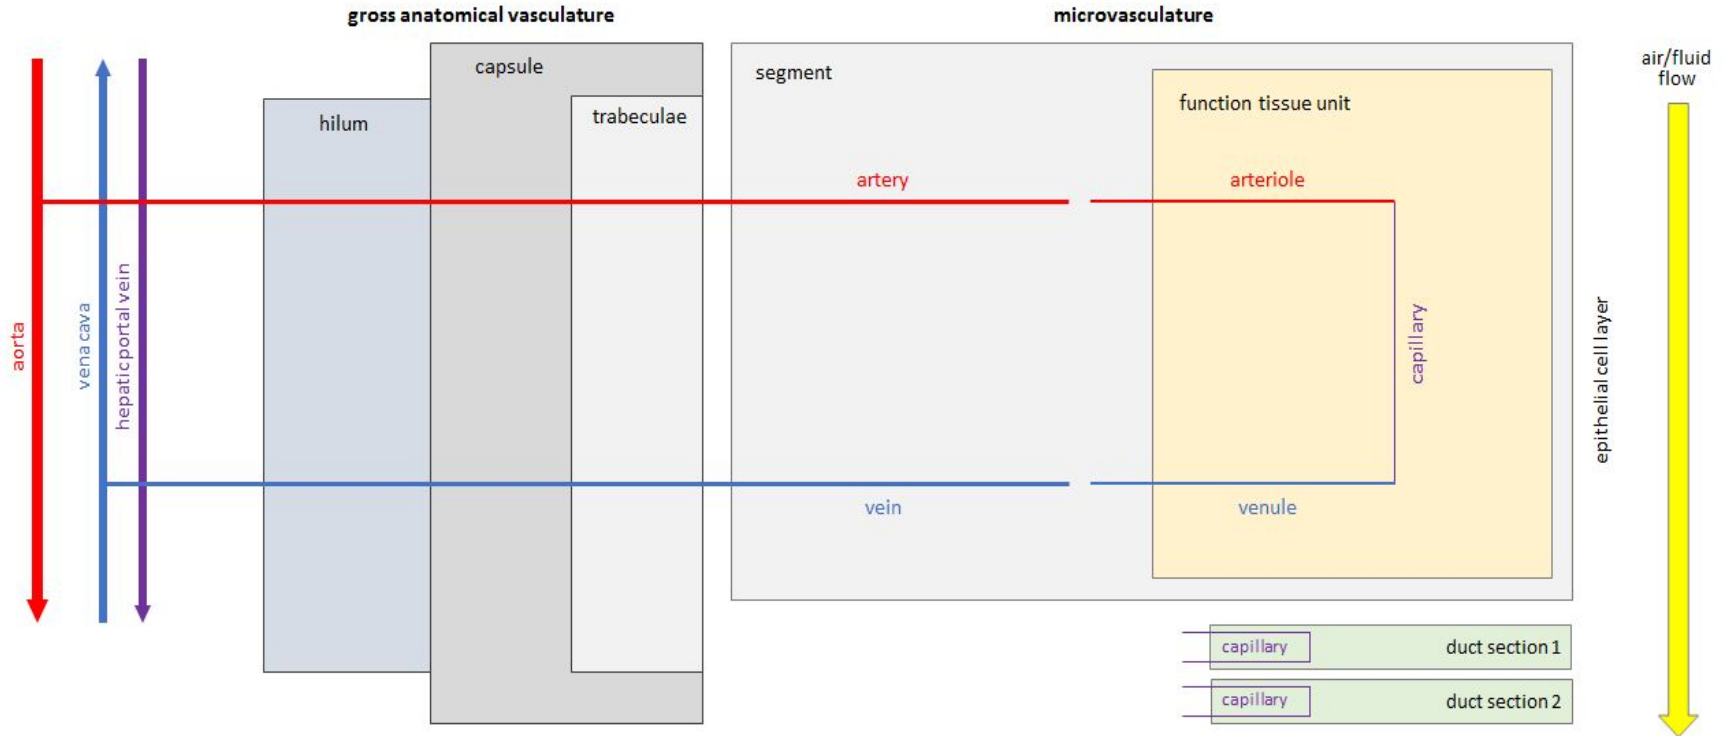 gross anatomical vasculature
microvasculature
capsule
segment
air/fluid
flow
hilum
trabeculae
function tissue unit
artery
arteriole
aorta
vena cava
hepatic portal vein
capillary
epithelial cell layer
vein
venule
capillary
duct section 1
capillary
duct section 2